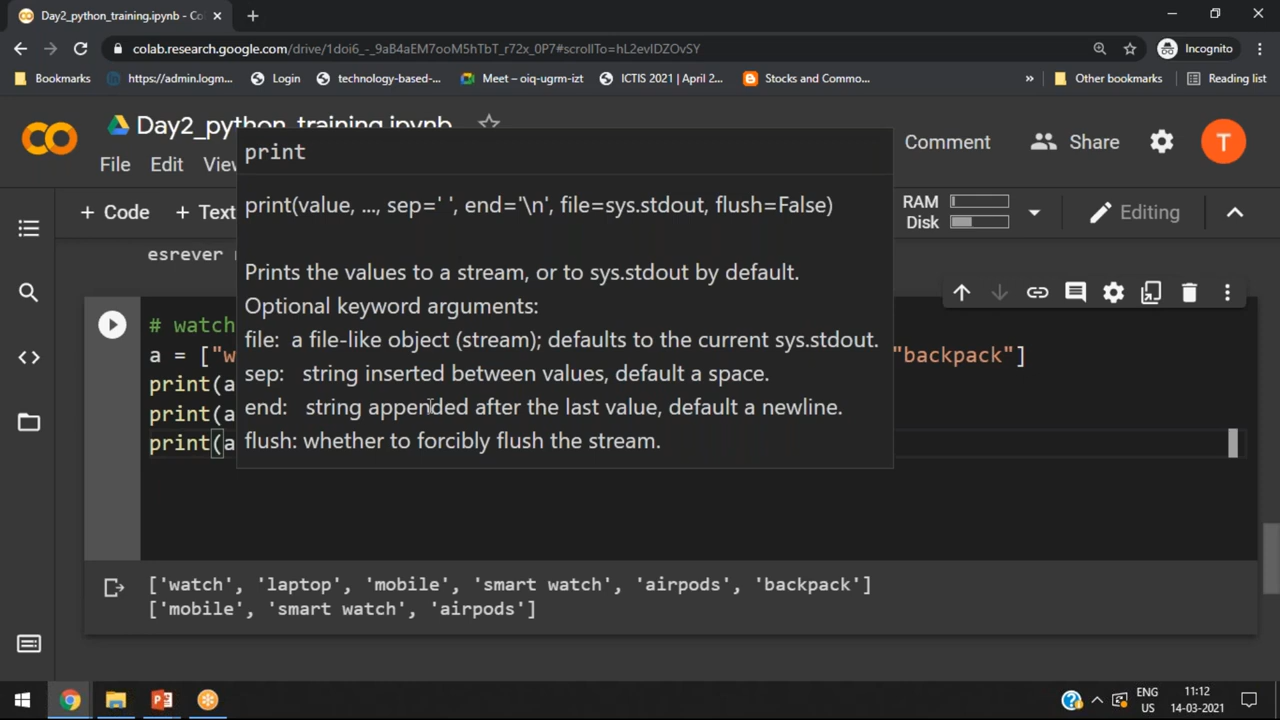 Day2_python_training.ipynb - Co
colab.research.google.com/drive/1doi6_-_9aB4aEM7ooM5hTbT_r72x_0P7#scrollTo=hL2evIDZOvSY
Incognito
Bookmarks
https://admin.logm...
Login
technology-based-...
Meet – oiq-ugrm-izt
ICTIS 2021 | April 2...
Stocks and Commo...
»
Other bookmarks
Reading list
Day2_python_training.ipynb
Comment
Share
T
File Edit View
+ Code + Text
RAM
Disk
Editing
print
print(value, ..., sep=' ', end='\n', file=sys.stdout, flush=False)
Prints the values to a stream, or to sys.stdout by default.
Optional keyword arguments:
file: a file-like object (stream); defaults to the current sys.stdout.
sep: string inserted between values, default a space.
end: string appended after the last value, default a newline.
flush: whether to forcibly flush the stream.
esrever
# watch
a = ["w "backpack"]
print(a
print(a
print(a
['watch', 'laptop', 'mobile', 'smart watch', 'airpods', 'backpack']
['mobile', 'smart watch', 'airpods']
ENG
US
11:12
14-03-2021